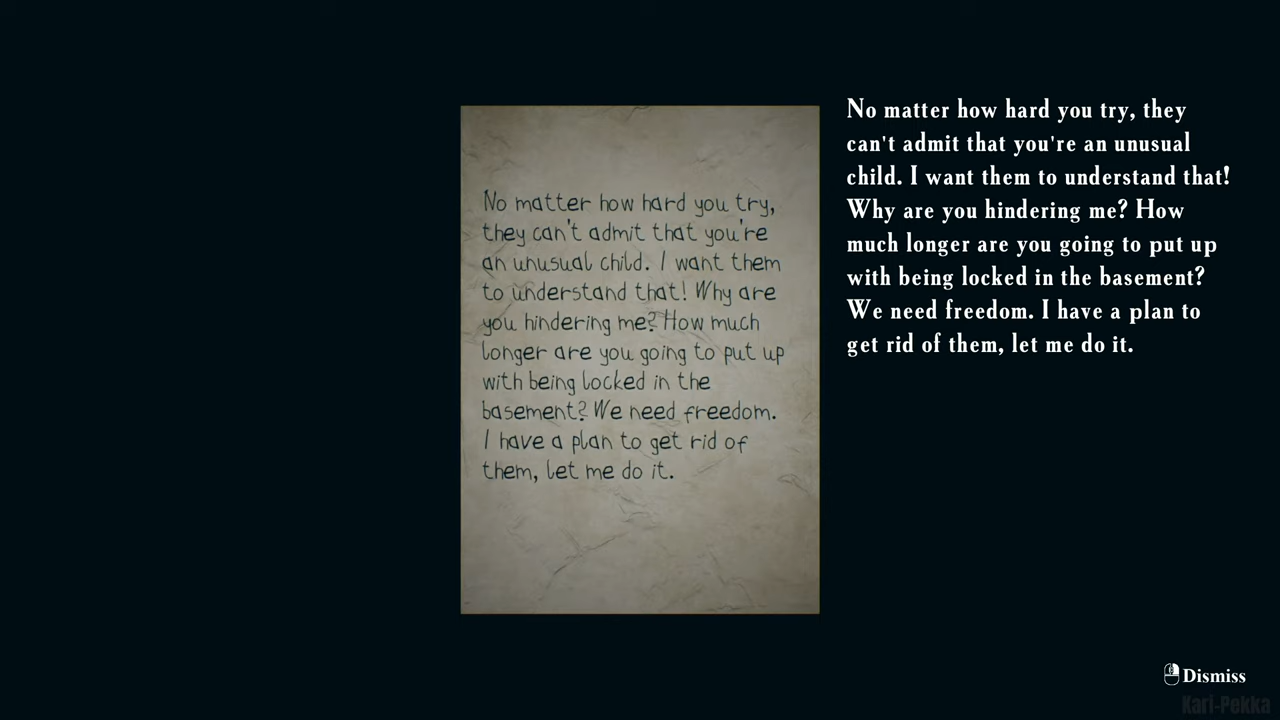 No matter how hard you try,
they can't admit that you're
an unusual child. I want them
to understand that! Why are
you hindering me? How much
longer are you going to put up
with being locked in the
basement? We need freedom.
I have a plan to get rid of
them, let me do it.
No matter how hard you try, they
can't admit that you're an unusual
child. I want them to understand that!
Why are you hindering me? How
much longer are you going to put up
with being locked in the basement?
We need freedom. I have a plan to
get rid of them, let me do it.
Dismiss
Kari-Pekka